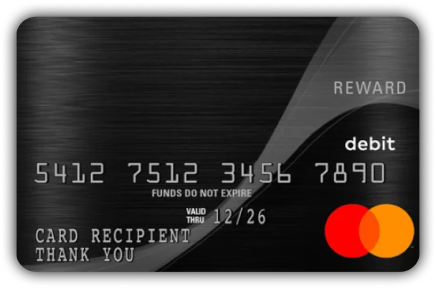 REWARD
debit
5412 7512 3456 7890
FUNDS DO NOT EXPIRE
VALID THRU 12/26
CARD RECIPIENT
THANK YOU